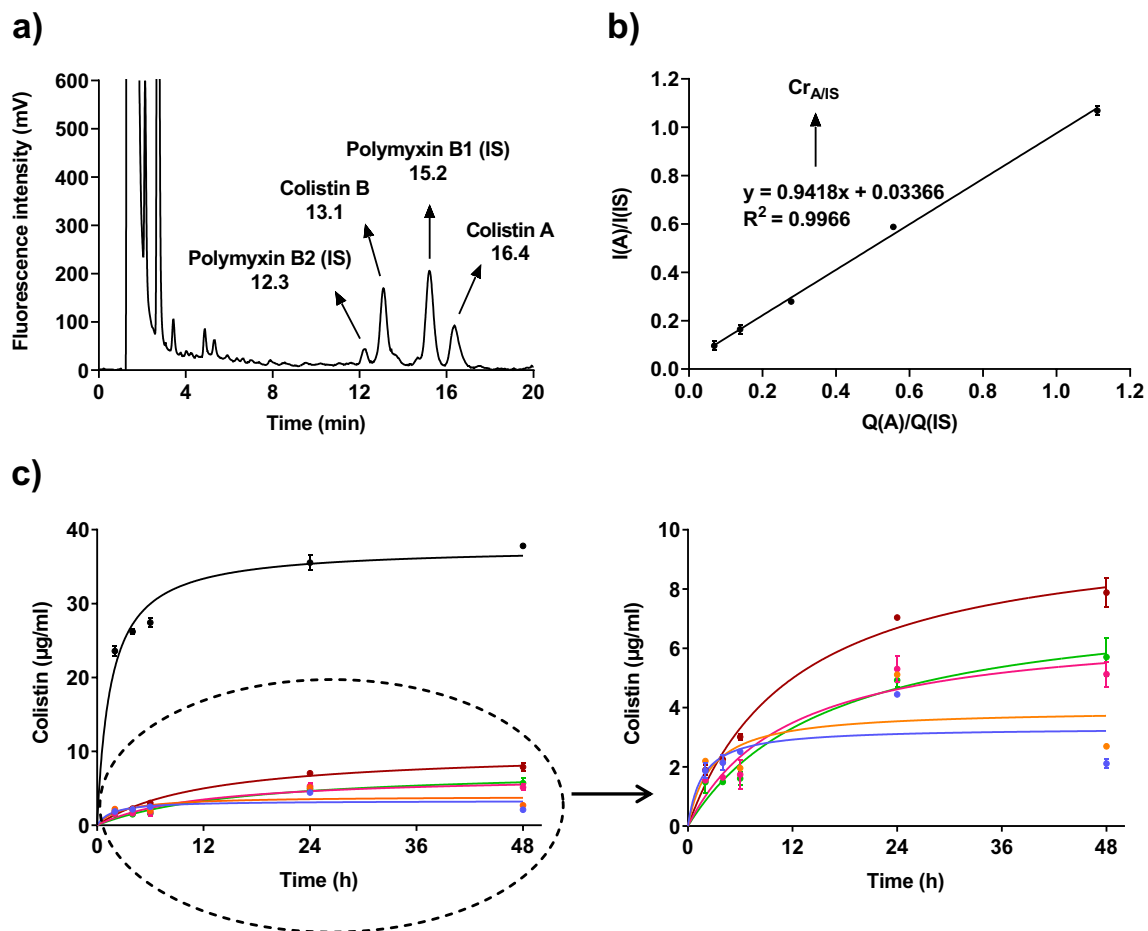 a)
600
500
400
300
200
100
0
Fluorescence intensity (mV)
Polymyxin B1 (IS)
15.2
Colistin B
13.1
Colistin A
16.4
Polymyxin B2 (IS)
12.3
0 4 8 12 16 20
Time (min)
b)
1.2
1.0
0.8
0.6
0.4
0.2
0.0
I(A)/I(IS)
CrA/IS
y = 0.9418x + 0.03366
R² = 0.9966
0.0 0.2 0.4 0.6 0.8 1.0 1.2
Q(A)/Q(IS)
c)
40
30
20
10
0
Colistin (µg/ml)
0 12 24 36 48
Time (h)
10
8
6
4
2
0
Colistin (µg/ml)
0 12 24 36 48
Time (h)